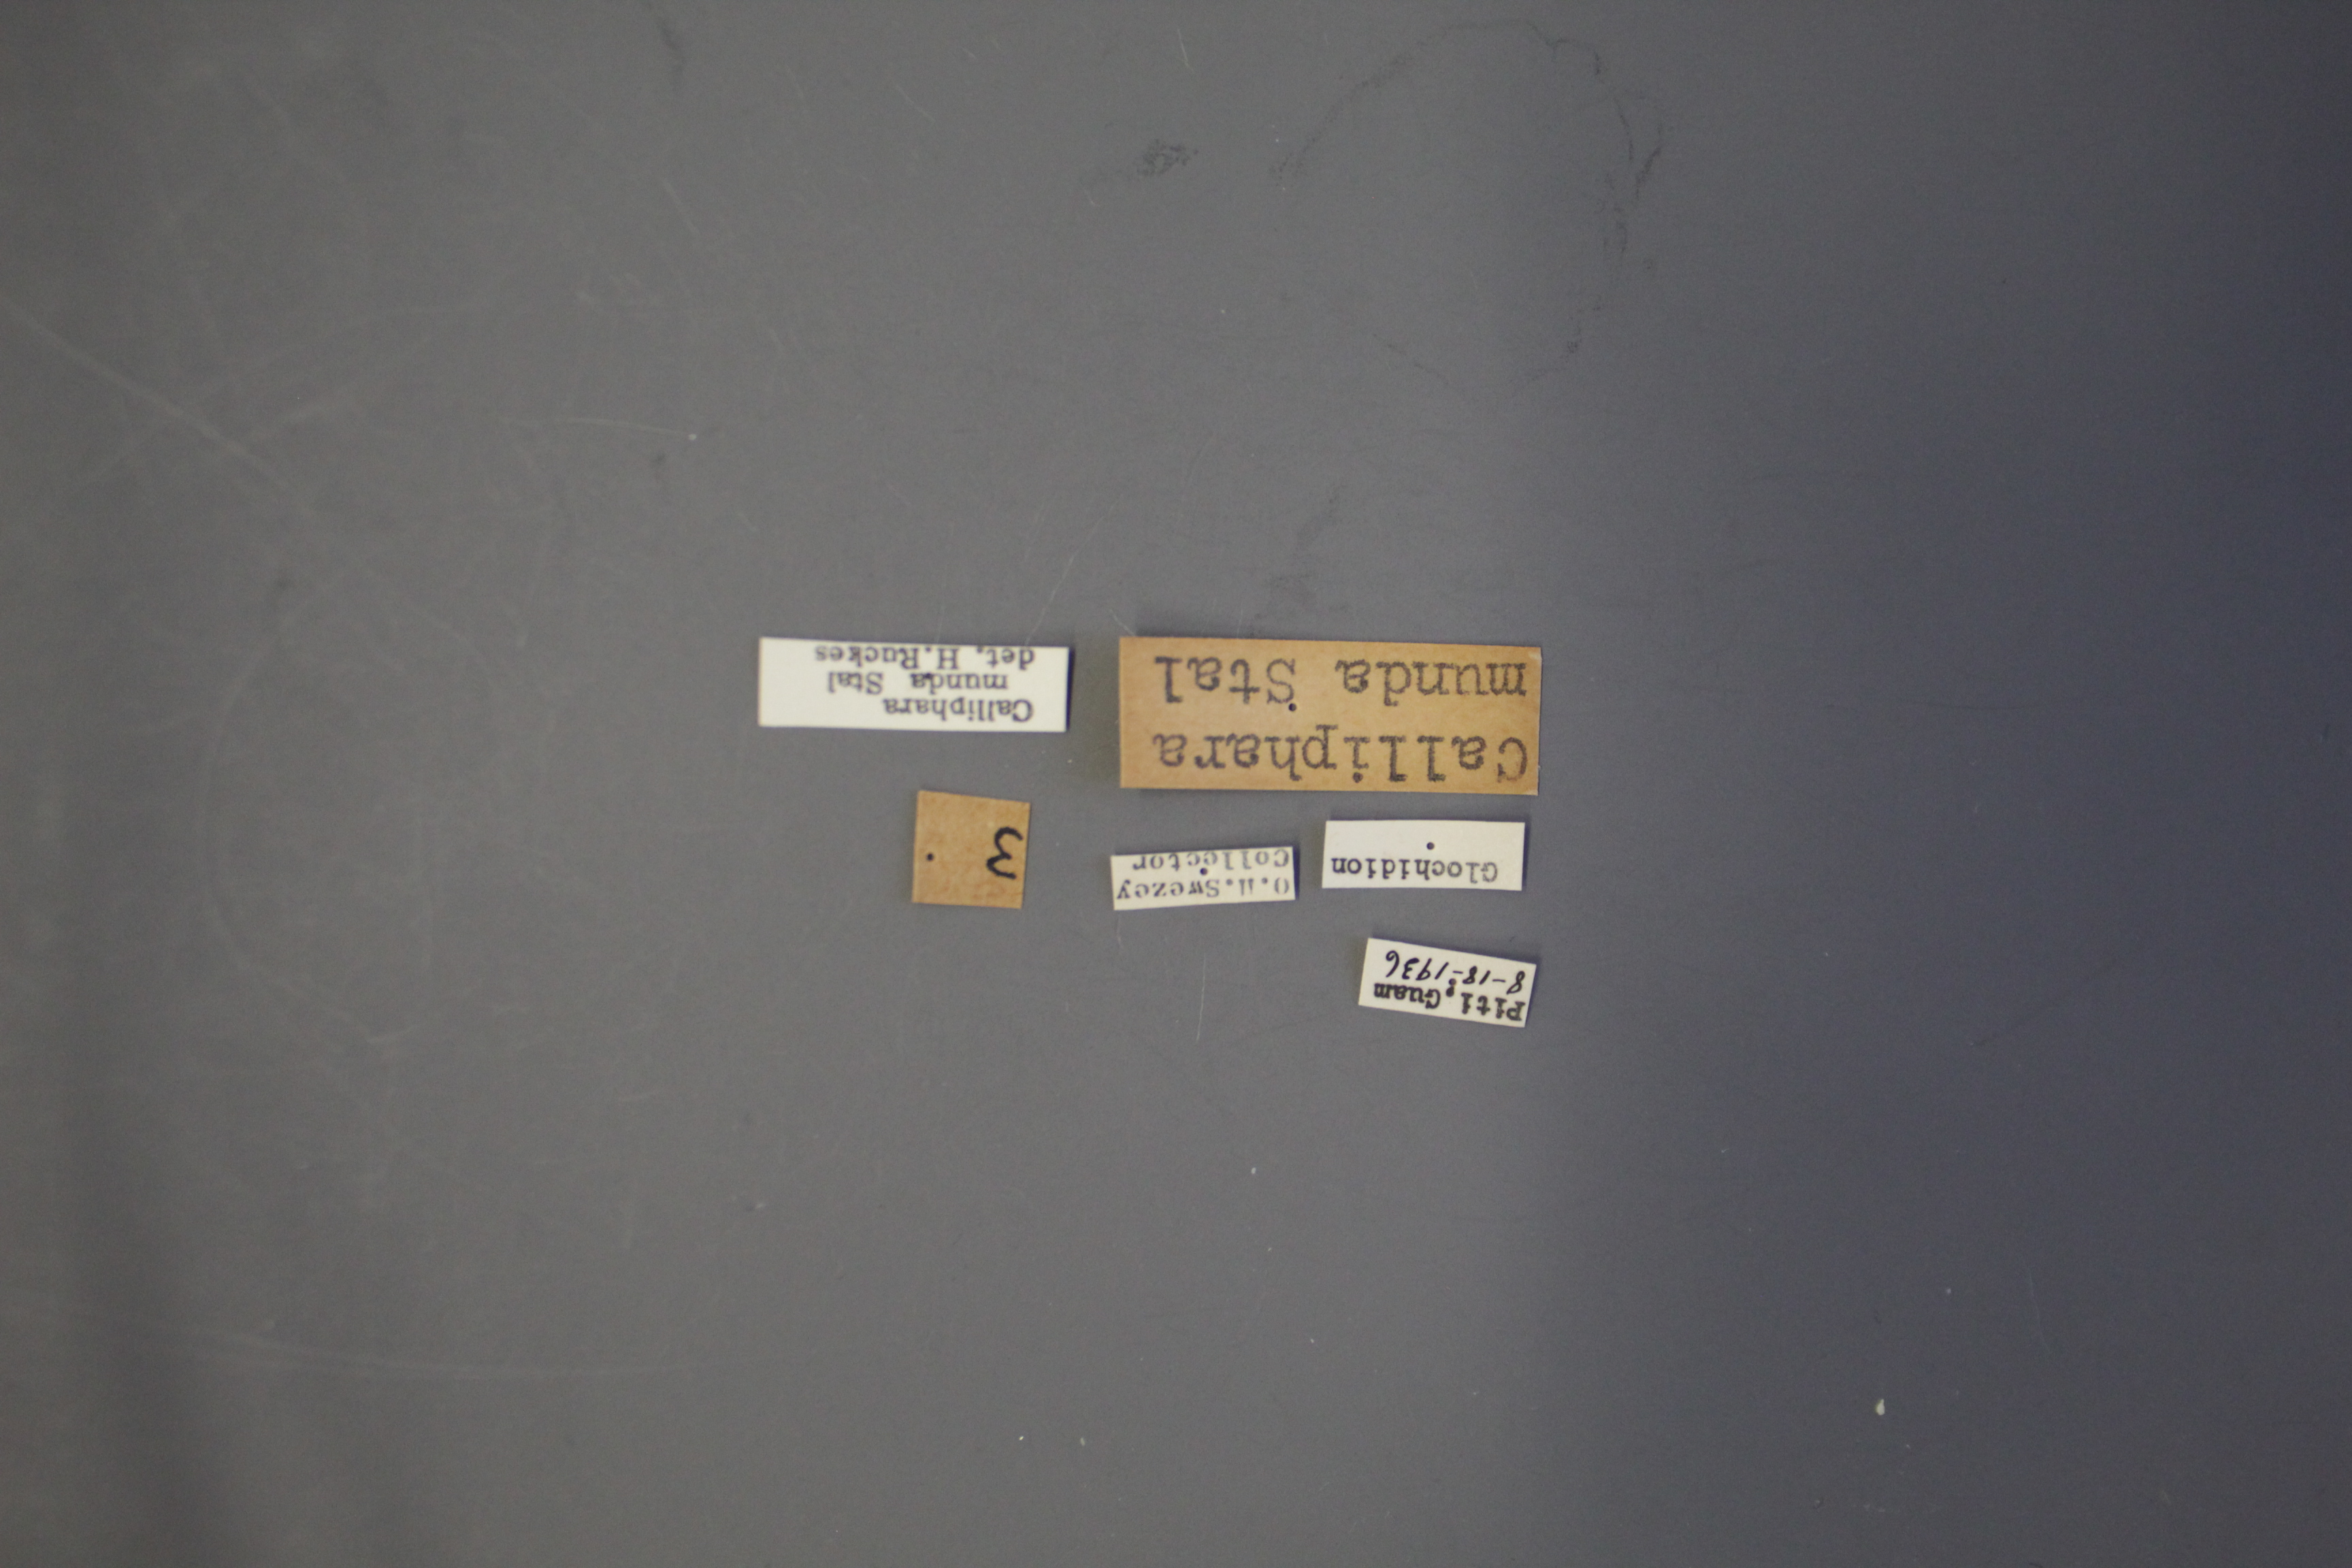 Piti, Guam
8-18-1936
Glochidion
O.H.Swezey
Collector
3
Calliphara
munda Stal
Calliphara
munda Stal
det. H.Ruckes